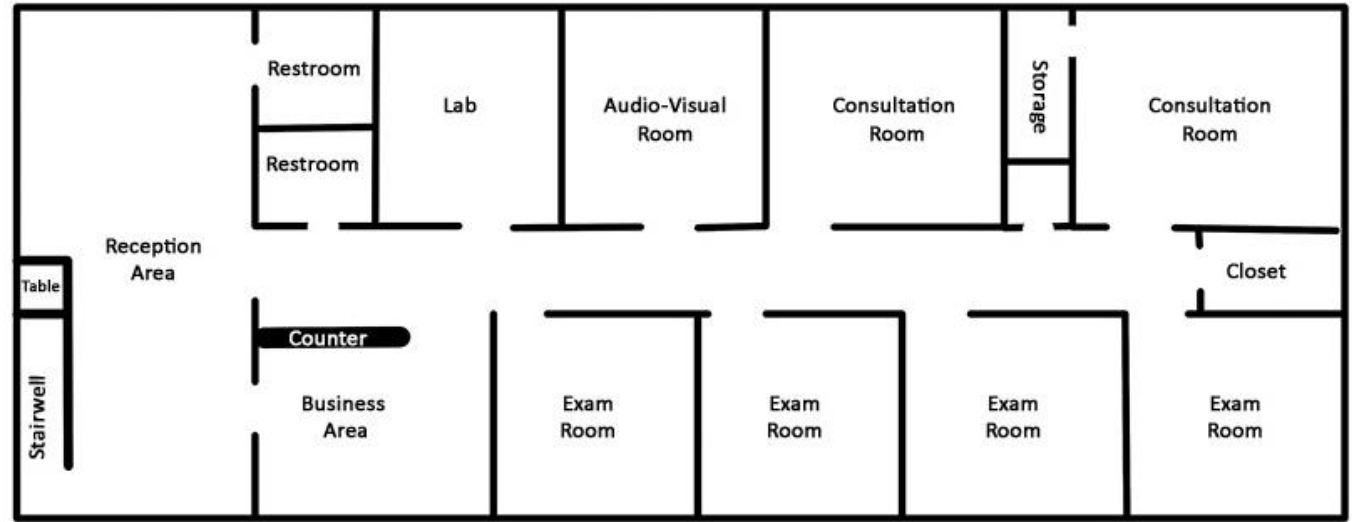 Restroom
Lab
Audio-Visual
Room
Consultation
Room
Storage
Consultation
Room
Restroom
Reception
Area
Table
Closet
Counter
Stairwell
Business
Area
Exam
Room
Exam
Room
Exam
Room
Exam
Room